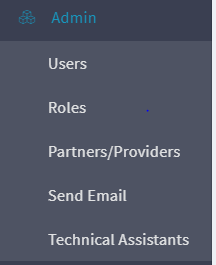 Admin
Users
Roles
Partners/Providers
Send Email
Technical Assistants